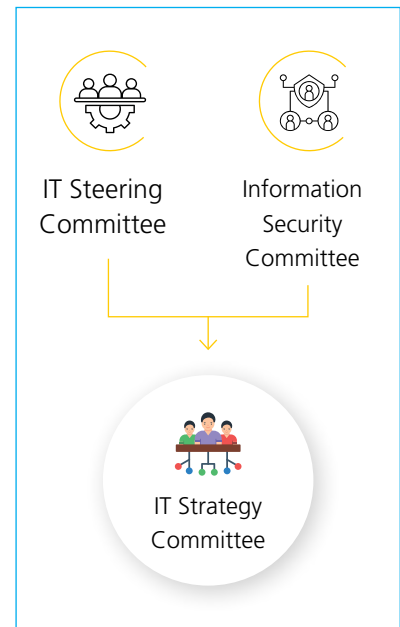 IT Steering
Committee
Information
Security
Committee
IT Strategy
Committee